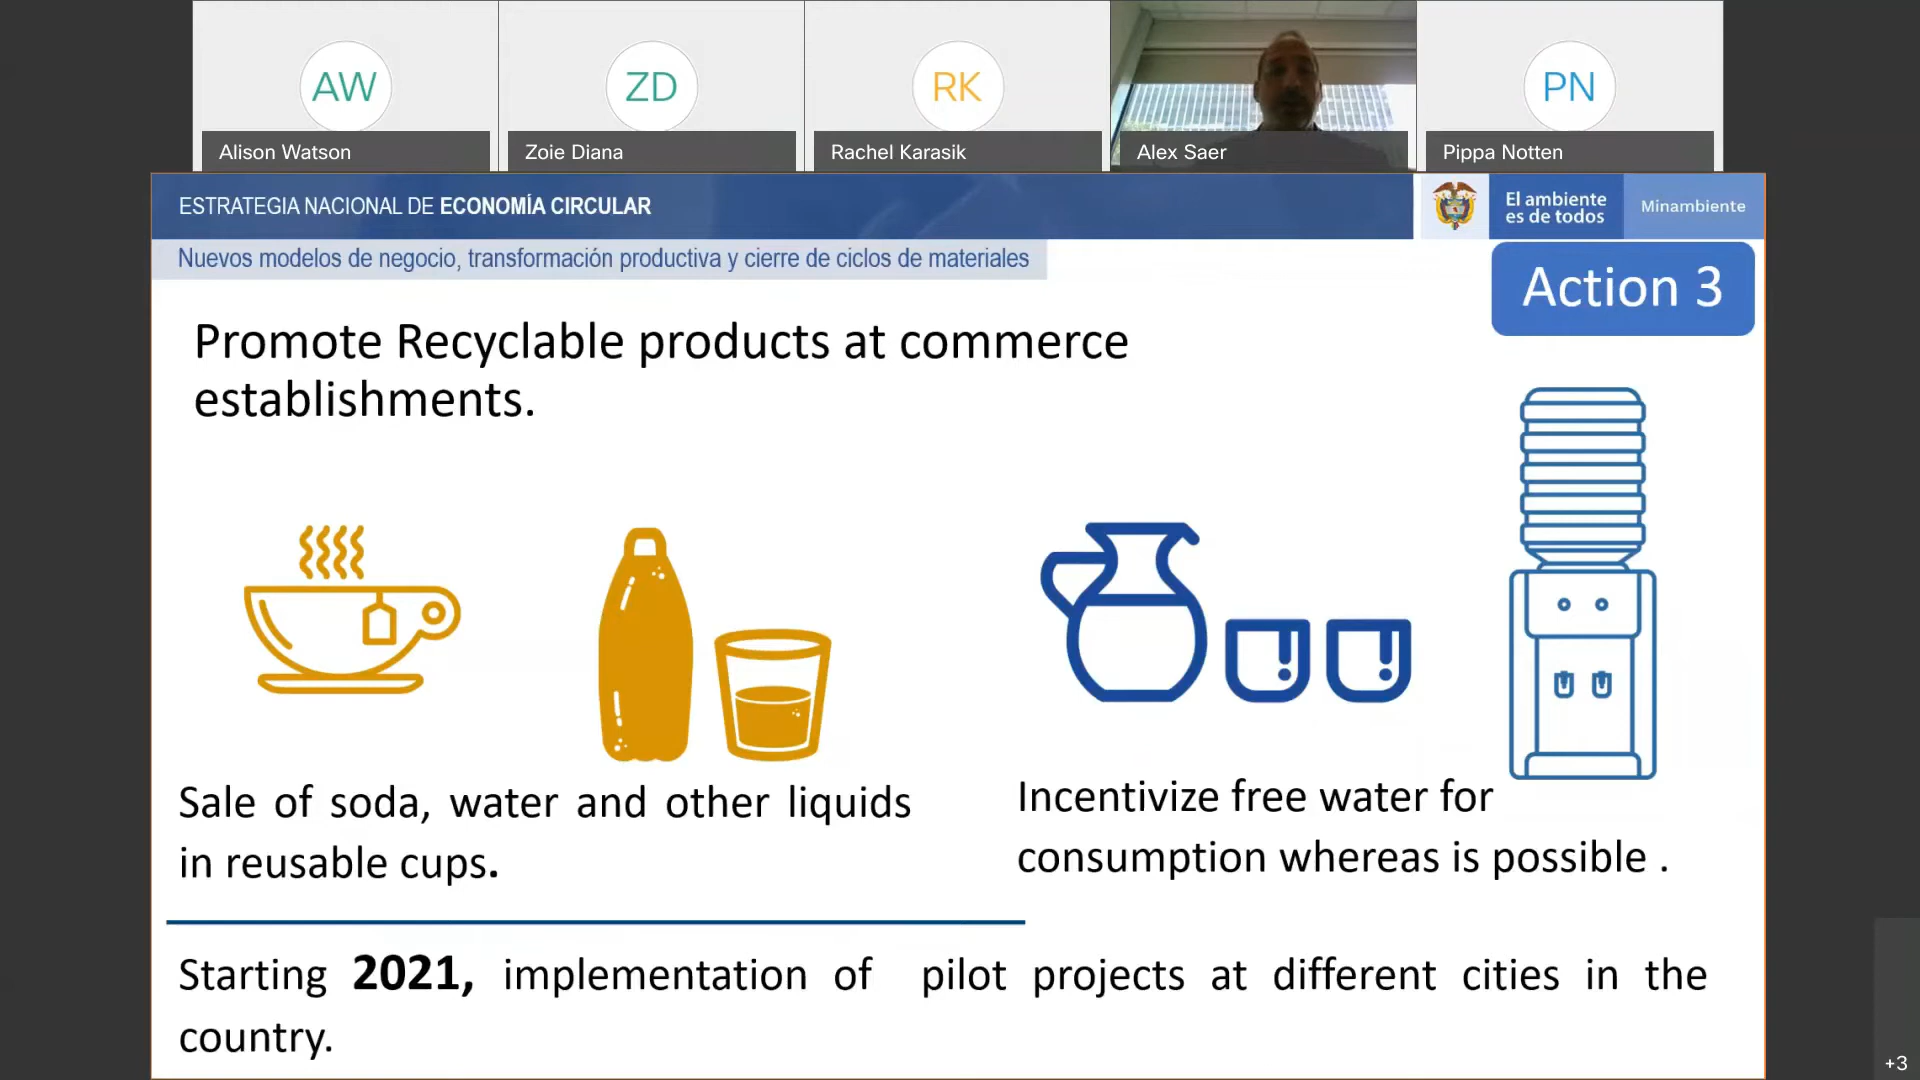 AW
ZD
RK
PN
Alison Watson
Zoie Diana
Rachel Karasik
Alex Saer
Pippa Notten
ESTRATEGIA NACIONAL DE ECONOMÍA CIRCULAR
El ambiente
es de todos
Minambiente
Nuevos modelos de negocio, transformación productiva y cierre de ciclos de materiales
Action 3
Promote Recyclable products at commerce
establishments.
Sale of soda, water and other liquids
in reusable cups.
Incentivize free water for
consumption whereas is possible .
Starting 2021, implementation of pilot projects at different cities in the
country.
+3